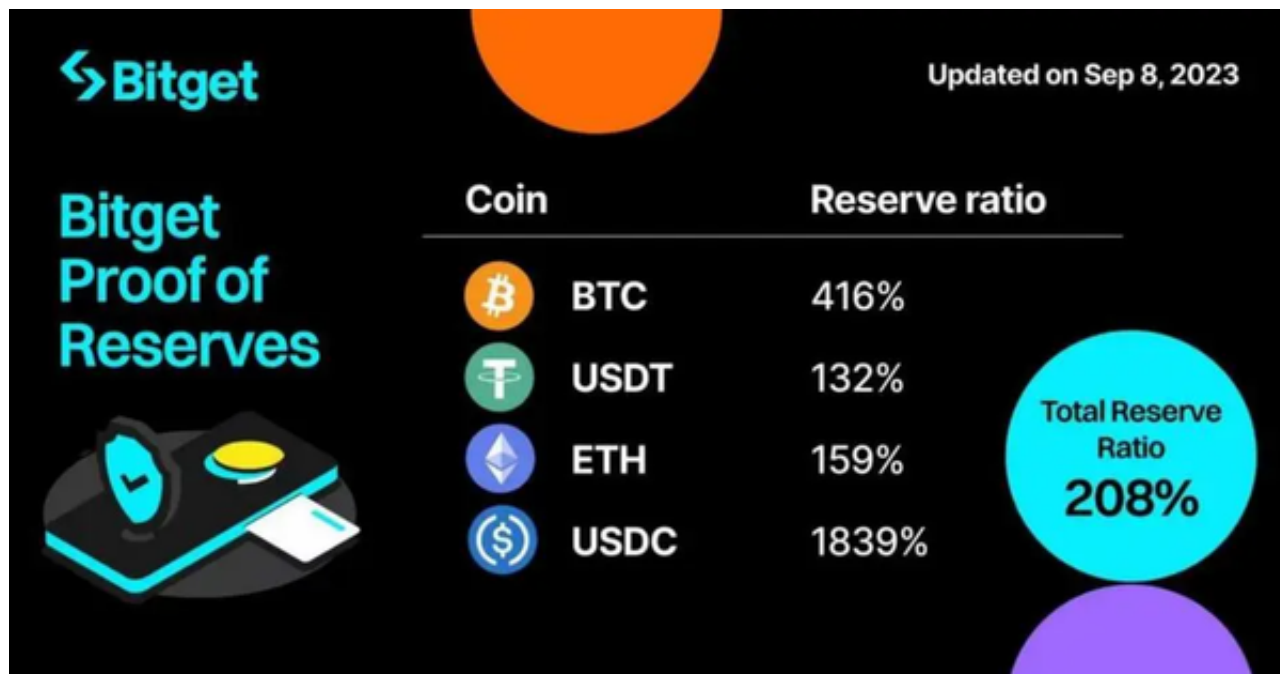 Bitget
Updated on Sep 8, 2023
Bitget
Proof of
Reserves
Coin Reserve ratio
BTC 416%
USDT 132%
ETH 159%
USDC 1839%
Total Reserve
Ratio
208%